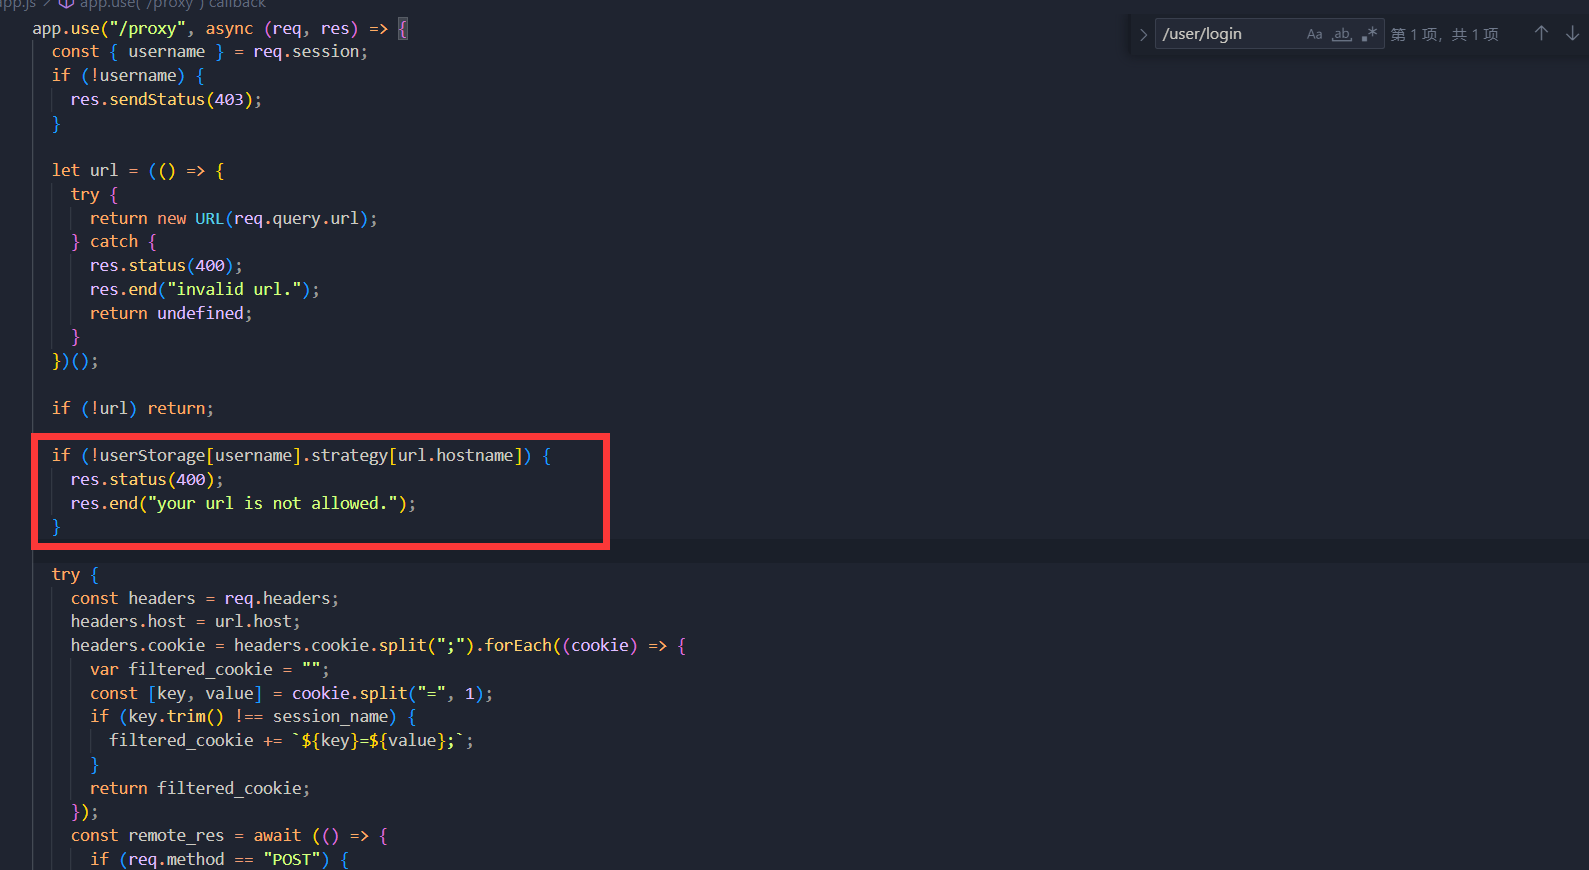 app.js > app.use("/proxy") callback
/user/login Aa ab .* 第 1 项，共 1 项
app.use("/proxy", async (req, res) => {
  const { username } = req.session;
  if (!username) {
    res.sendStatus(403);
  }
  let url = (() => {
    try {
      return new URL(req.query.url);
    } catch {
      res.status(400);
      res.end("invalid url.");
      return undefined;
    }
  })();
  if (!url) return;
  if (!userStorage[username].strategy[url.hostname]) {
    res.status(400);
    res.end("your url is not allowed.");
  }
  try {
    const headers = req.headers;
    headers.host = url.host;
    headers.cookie = headers.cookie.split(";").forEach((cookie) => {
      var filtered_cookie = "";
      const [key, value] = cookie.split("=", 1);
      if (key.trim() !== session_name) {
        filtered_cookie += `${key}=${value};`;
      }
      return filtered_cookie;
    });
    const remote_res = await (() => {
      if (req.method == "POST") {